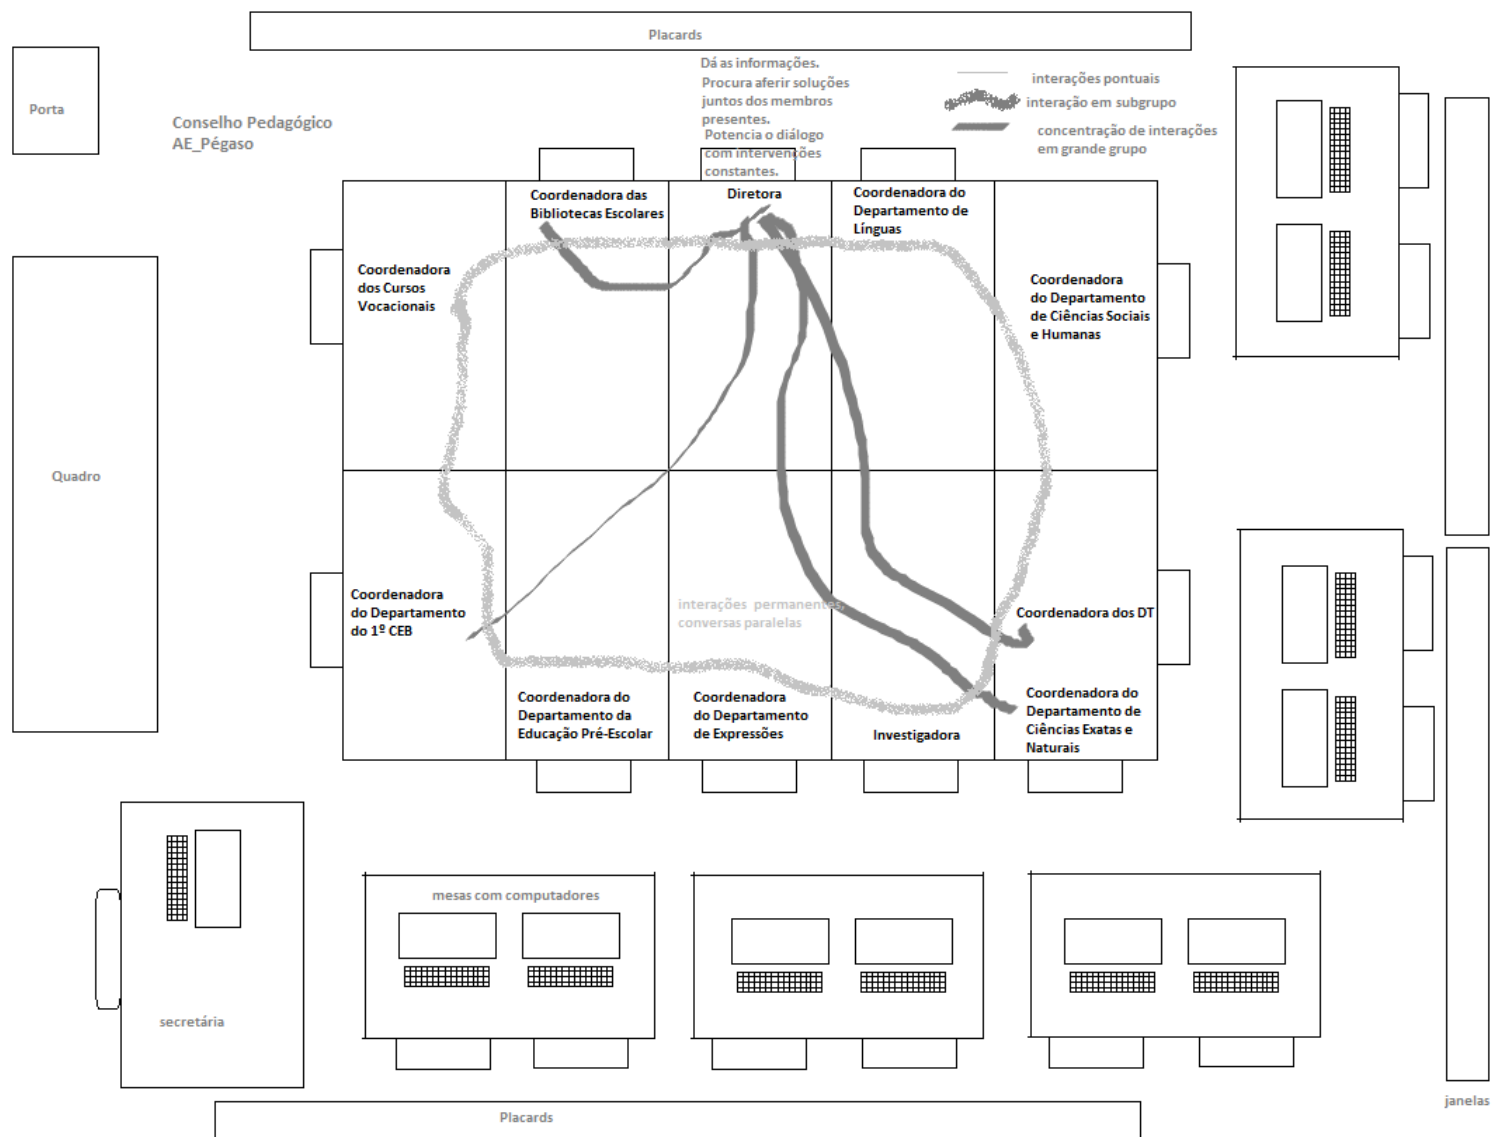 Placards
Porta
Conselho Pedagógico
AE_Pégaso
Dá as informações.
Procura aferir soluções
juntos dos membros
presentes.
Potencia o diálogo
com intervenções
constantes.
interações pontuais
interação em subgrupo
concentração de interações
em grande grupo
Coordenadora das
Bibliotecas Escolares
Diretora
Coordenadora do
Departamento de
Línguas
Coordenadora
dos Cursos
Vocacionais
Coordenadora
do Departamento
de Ciências Sociais
e Humanas
Quadro
Coordenadora
do Departamento
do 1º CEB
interações permanentes,
conversas paralelas
Coordenadora dos DT
Coordenadora do
Departamento da
Educação Pré-Escolar
Coordenadora
do Departamento
de Expressões
Investigadora
Coordenadora do
Departamento de
Ciências Exatas e
Naturais
mesas com computadores
secretária
janelas
Placards